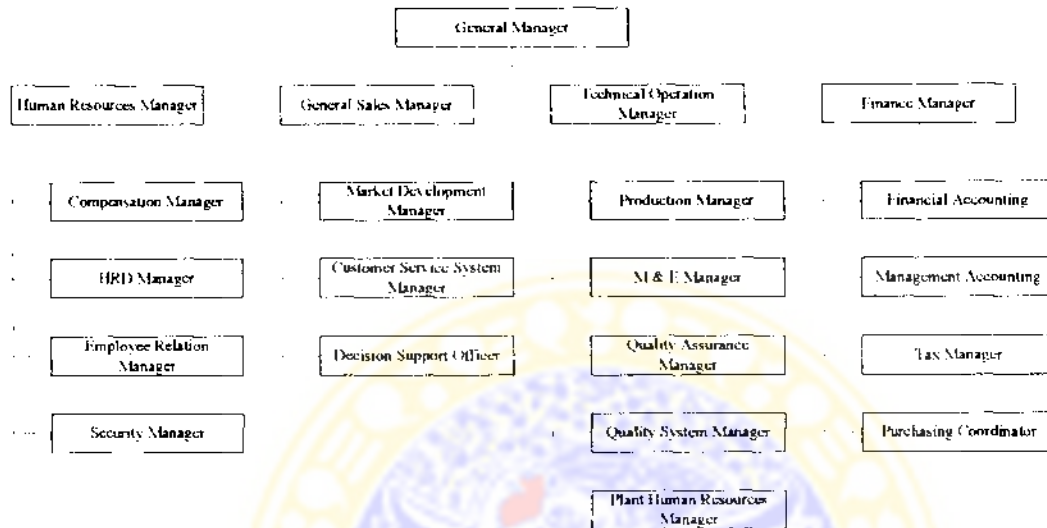 General Manager
Human Resources Manager
General Sales Manager
Technical Operation
Manager
Finance Manager
Compensation Manager
Market Development
Manager
Production Manager
Financial Accounting
HRD Manager
Customer Service System
Manager
M & E Manager
Management Accounting
Employee Relation
Manager
Decision Support Officer
Quality Assurance
Manager
Tax Manager
Security Manager
Quality System Manager
Purchasing Coordinator
Plant Human Resources
Manager